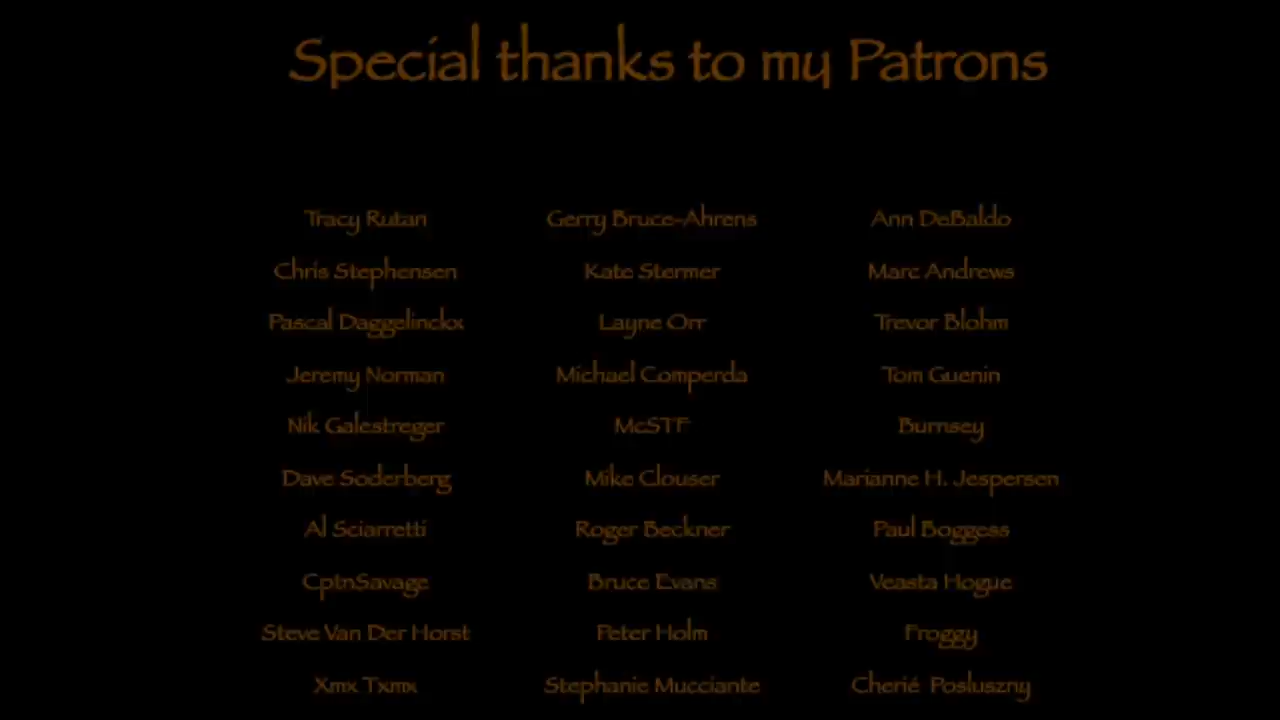 Special thanks to my Patrons
Tracy Rutan Gerry Bruce-Ahrens Ann DeBaldo
Chris Stephensen Kate Stermer Marc Andrews
Pascal Daggelinckx Layne Orr Trevor Blohm
Jeremy Norman Michael Comperda Tom Guenin
Nik Galestreger McSTF Burnsey
Dave Soderberg Mike Clouser Marianne H. Jespersen
Al Sciarretti Roger Beckner Paul Boggess
CptnSavage Bruce Evans Veasta Hogue
Steve Van Der Horst Peter Holm Froggy
Xmx Txmx Stephanie Mucciante Cherié Posluszny